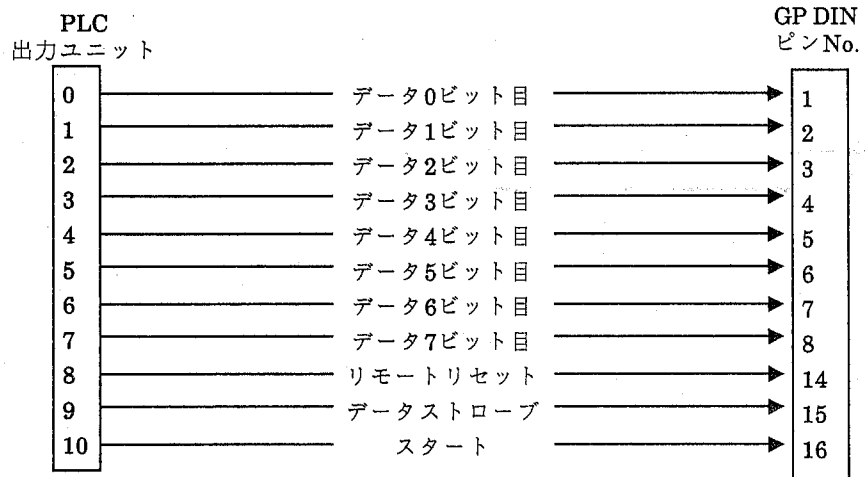 PLC
出力ユニット
GP DIN
ピンNo.
0 データ0ビット目 1
1 データ1ビット目 2
2 データ2ビット目 3
3 データ3ビット目 4
4 データ4ビット目 5
5 データ5ビット目 6
6 データ6ビット目 7
7 データ7ビット目 8
8 リモートリセット 14
9 データストローブ 15
10 スタート 16